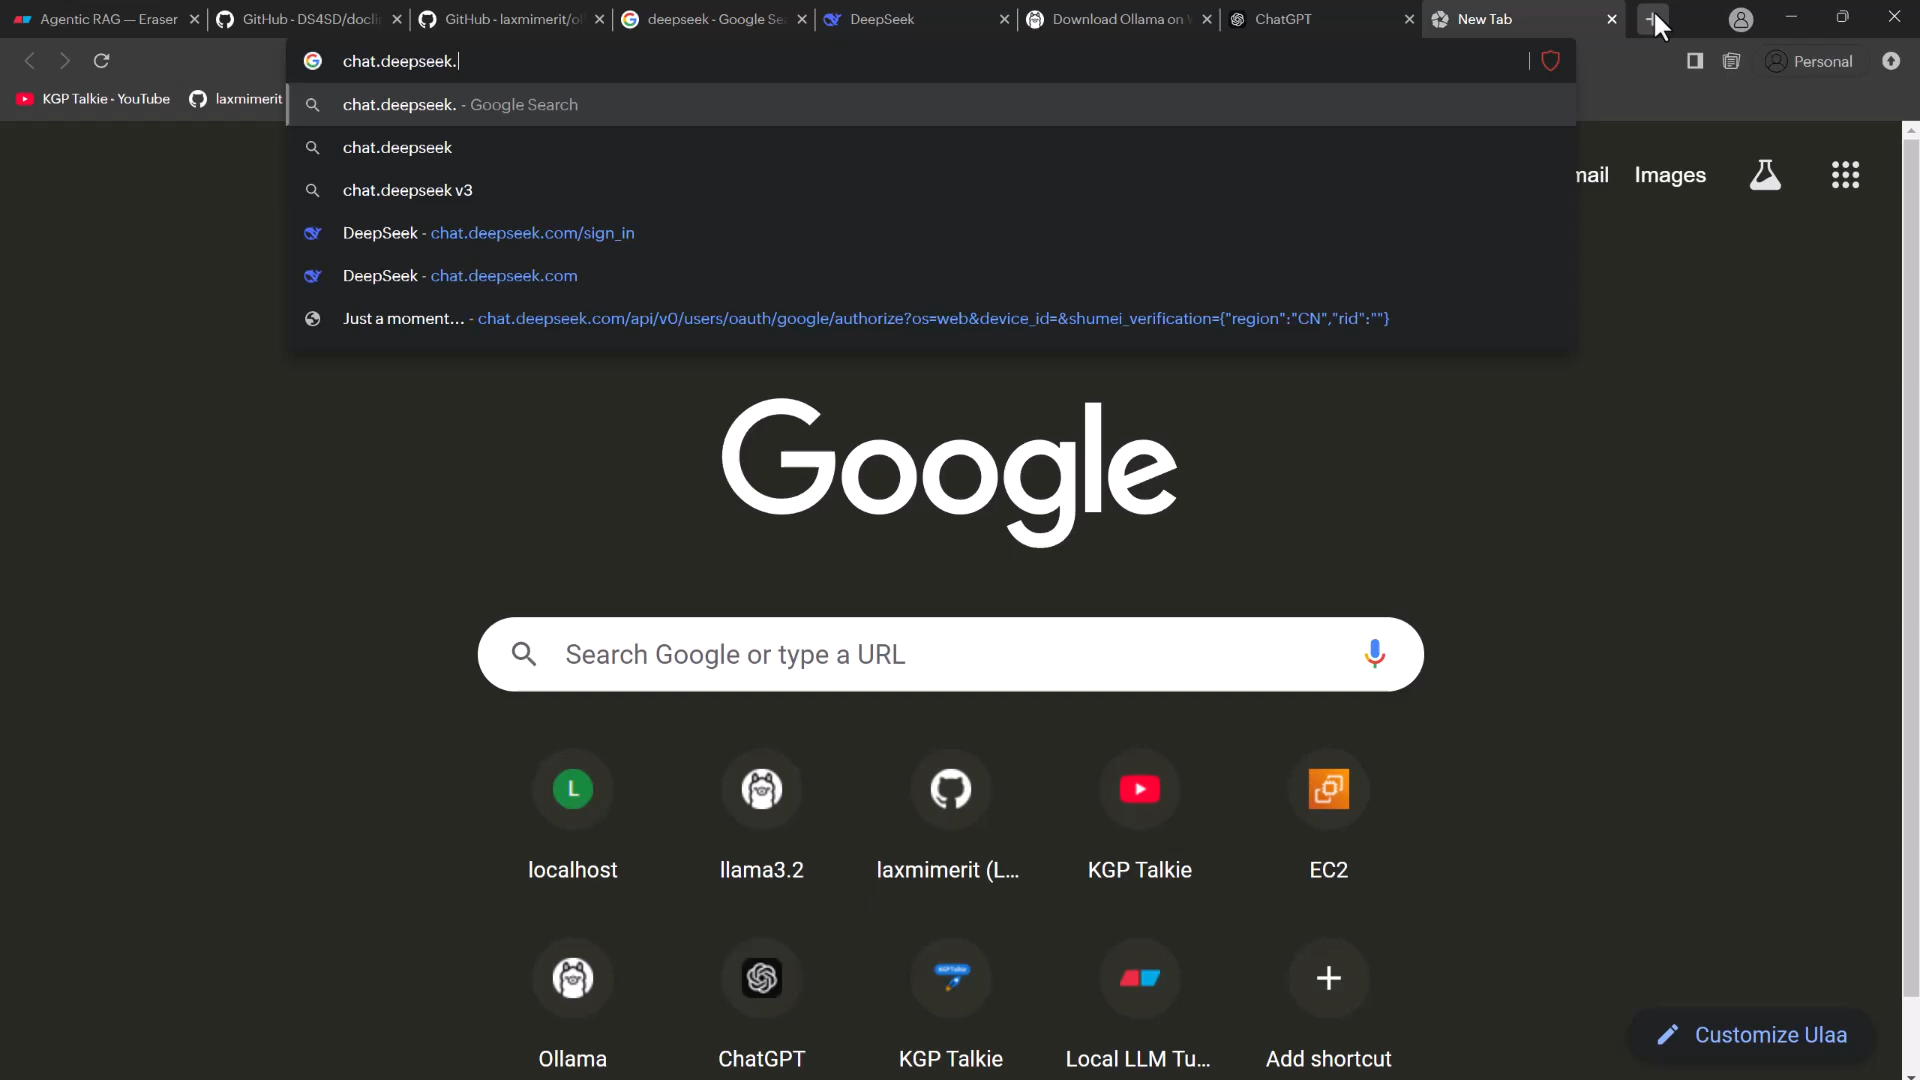 Agentic RAG — Eraser
GitHub - DS4SD/docli
GitHub - laxmimerit/ol
deepseek - Google Se
DeepSeek
Download Ollama on
ChatGPT
New Tab
chat.deepseek.
Personal
KGP Talkie - YouTube
laxmimerit
chat.deepseek. - Google Search
chat.deepseek
chat.deepseek v3
DeepSeek - chat.deepseek.com/sign_in
DeepSeek - chat.deepseek.com
Just a moment... - chat.deepseek.com/api/v0/users/oauth/google/authorize?os=web&device_id=&shumei_verification={"region":"CN","rid":""}
mail
Images
Google
Search Google or type a URL
L
localhost
llama3.2
laxmimerit (L...
KGP Talkie
EC2
Ollama
ChatGPT
KGP Talkie
Local LLM Tu...
Add shortcut
Customize Ulaa